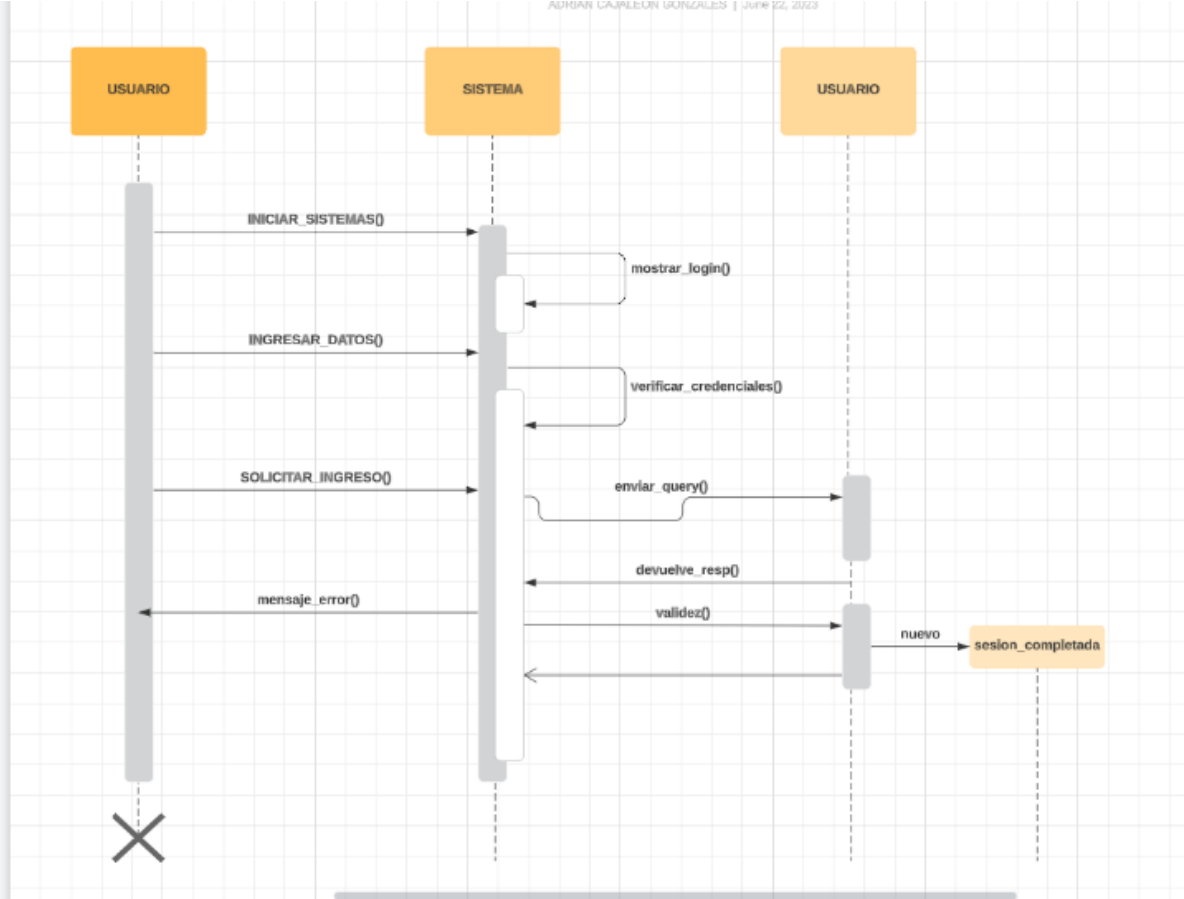 ADRIAN CAJALEON GONZALES | June 22, 2023
USUARIO
SISTEMA
USUARIO
INICIAR_SISTEMAS()
mostrar_login()
INGRESAR_DATOS()
verificar_credenciales()
SOLICITAR_INGRESO()
enviar_query()
devuelve_resp()
mensaje_error()
validez()
nuevo
sesion_completada